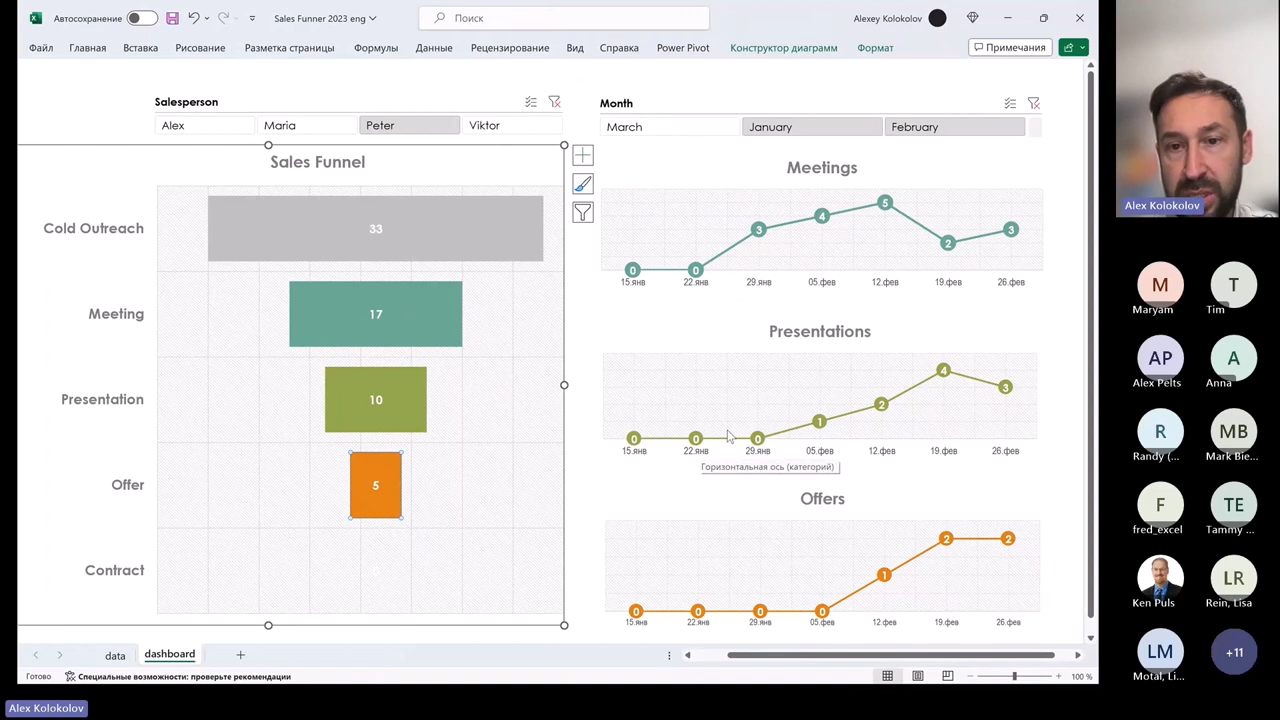 Автосохранение
Sales Funner 2023 eng
Поиск
Alexey Kolokolov
Файл Главная Вставка Рисование Разметка страницы Формулы Данные Рецензирование Вид Справка Power Pivot Конструктор диаграмм Формат Примечания
Salesperson
Alex Maria Peter Viktor
Month
March January February
Sales Funnel
Cold Outreach 33
Meeting 17
Presentation 10
Offer 5
Contract
Meetings
0 0 3 4 5 2 3
15.янв 22.янв 29.янв 05.фев 12.фев 19.фев 26.фев
Presentations
0 0 0 1 2 4 3
15.янв 22.янв 29.янв 05.фев 12.фев 19.фев 26.фев
Горизонтальная ось (категорий)
Offers
0 0 0 0 1 2 2
15.янв 22.янв 29.янв 05.фев 12.фев 19.фев 26.фев
data dashboard
Готово Специальные возможности: проверьте рекомендации 100 %
Alex Kolokolov
M T
Maryam Tim
AP A
Alex Pelts Anna
R MB
Randy (... Mark Bie...
F TE
fred_excel Tammy ...
LR
Ken Puls Rein, Lisa
LM +11
Motal, Li...
Alex Kolokolov